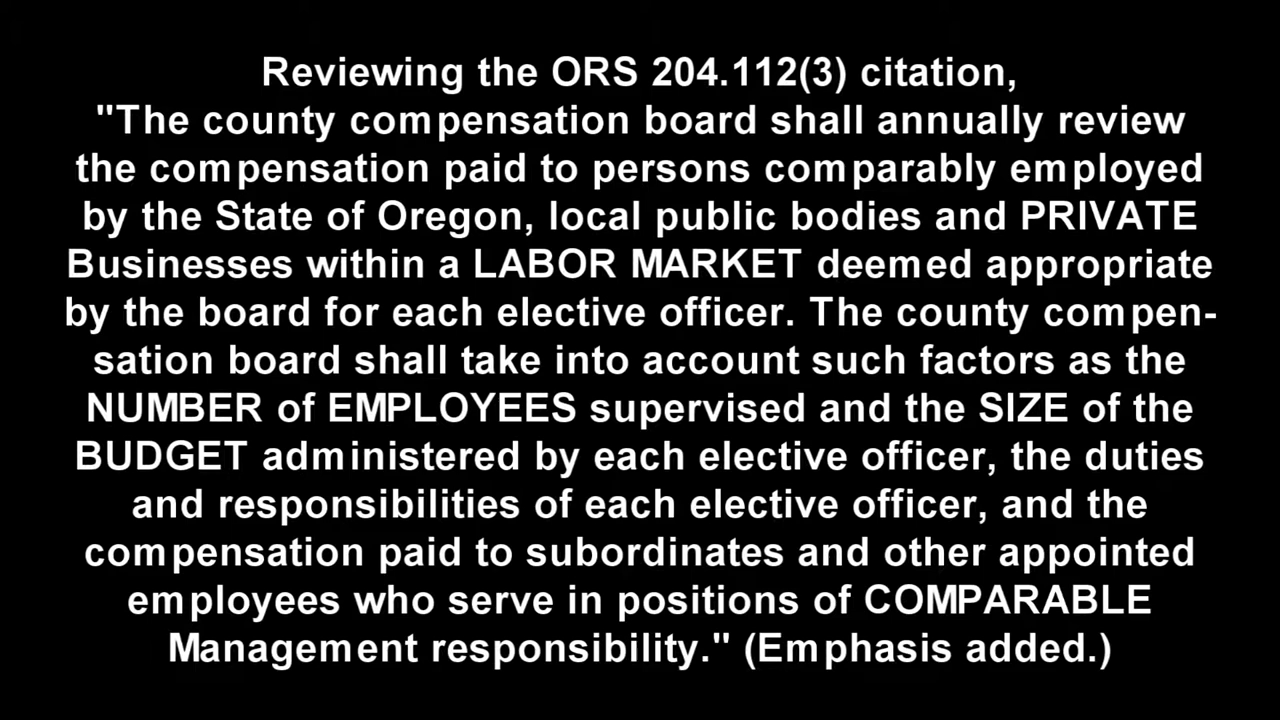 Reviewing the ORS 204.112(3) citation,
"The county compensation board shall annually review
the compensation paid to persons comparably employed
by the State of Oregon, local public bodies and PRIVATE
Businesses within a LABOR MARKET deemed appropriate
by the board for each elective officer. The county compen-
sation board shall take into account such factors as the
NUMBER of EMPLOYEES supervised and the SIZE of the
BUDGET administered by each elective officer, the duties
and responsibilities of each elective officer, and the
compensation paid to subordinates and other appointed
employees who serve in positions of COMPARABLE
Management responsibility." (Emphasis added.)